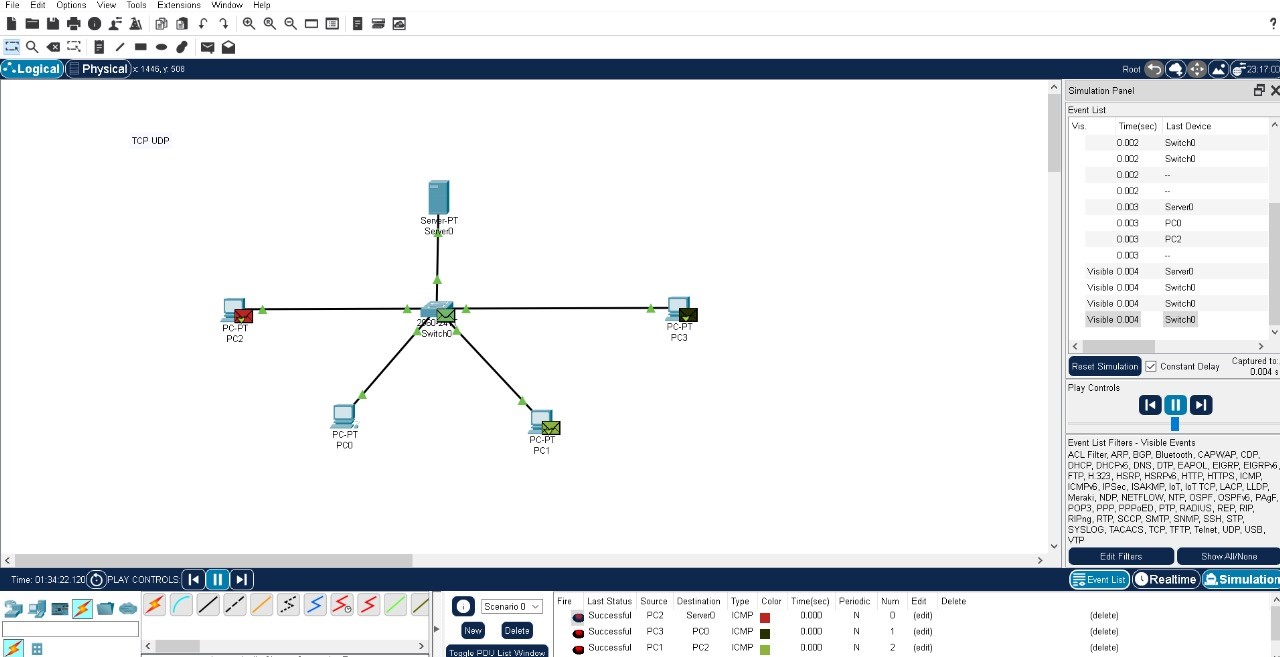 File Edit Options View Tools Extensions Window Help
?
Logical Physical x: 1446, y: 506 Root 23:17:00
TCP UDP
Server-PT
Server0
PC-PT
PC2
Switch0
PC-PT
PC3
PC-PT
PC0
PC-PT
PC1
Simulation Panel
Event List
Vis. Time(sec) Last Device
0.002 Switch0
0.002 Switch0
0.002 --
0.002 --
0.003 Server0
0.003 PC0
0.003 PC2
0.003 --
Visible 0.004 Server0
Visible 0.004 Switch0
Visible 0.004 Switch0
Visible 0.004 Switch0
Reset Simulation Constant Delay Captured to:
0.004 s
Play Controls
Event List Filters - Visible Events
ACL Filter, ARP, BGP, Bluetooth, CAPWAP, CDP,
DHCP, DHCPv6, DNS, DTP, EAPOL, EIGRP, EIGRPv6,
FTP, H.323, HSRP, HSRPv6, HTTP, HTTPS, ICMP,
ICMPv6, IPSec, ISAKMP, IoT, IoT TCP, LACP, LLDP,
Meraki, NDP, NETFLOW, NTP, OSPF, OSPFv6, PAgP,
POP3, PPP, PPPoED, PTP, RADIUS, REP, RIP,
RIPng, RTP, SCCP, SMTP, SNMP, SSH, STP,
SYSLOG, TACACS, TCP, TFTP, Telnet, UDP, USB,
VTP
Edit Filters Show All/None
Time: 01:34:22.120 PLAY CONTROLS: Event List Realtime Simulation
Scenario 0
New Delete
Toggle PDU List Window
Fire Last Status Source Destination Type Color Time(sec) Periodic Num Edit Delete
Successful PC2 Server0 ICMP 0.000 N 0 (edit) (delete)
Successful PC3 PC0 ICMP 0.000 N 1 (edit) (delete)
Successful PC1 PC2 ICMP 0.000 N 2 (edit) (delete)